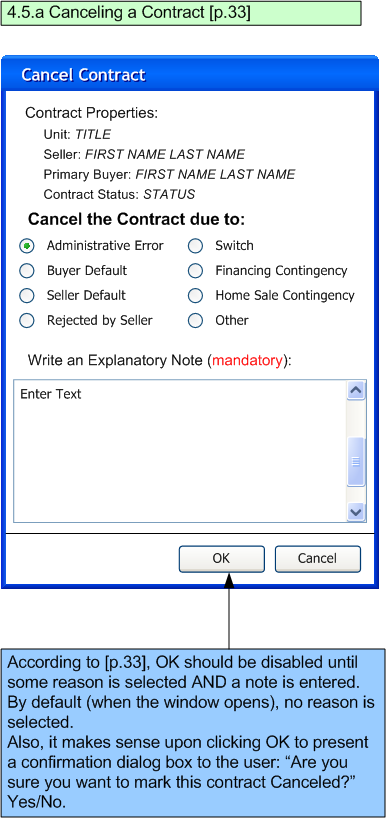 4.5.a Canceling a Contract [p.33]
Cancel Contract
Contract Properties:
Unit: TITLE
Seller: FIRST NAME LAST NAME
Primary Buyer: FIRST NAME LAST NAME
Contract Status: STATUS
Cancel the Contract due to:
Administrative Error
Switch
Buyer Default
Financing Contingency
Seller Default
Home Sale Contingency
Rejected by Seller
Other
Write an Explanatory Note (mandatory):
Enter Text
OK
Cancel
According to [p.33], OK should be disabled until
some reason is selected AND a note is entered.
By default (when the window opens), no reason is
selected.
Also, it makes sense upon clicking OK to present
a confirmation dialog box to the user: “Are you
sure you want to mark this contract Canceled?”
Yes/No.